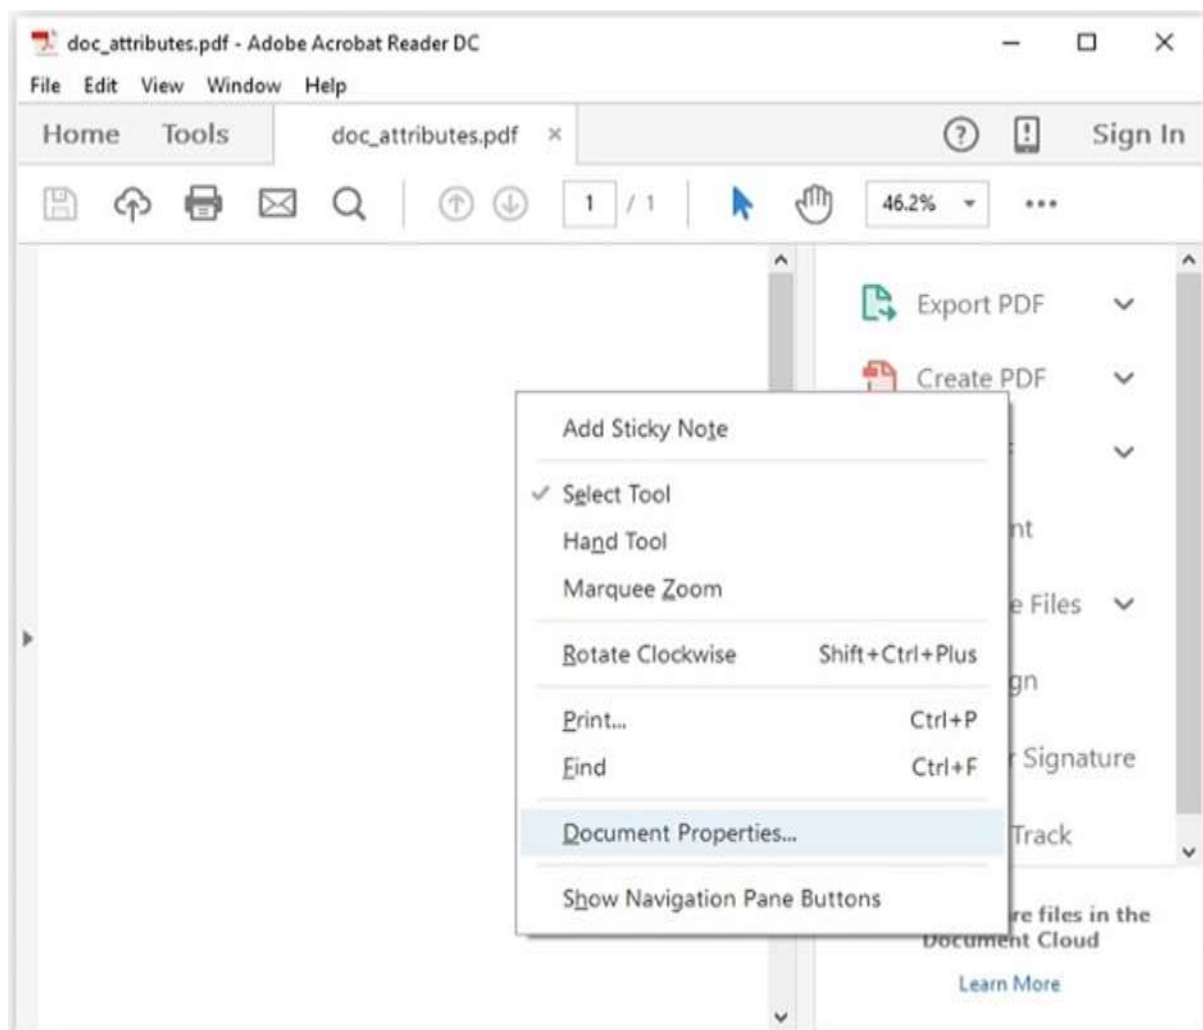 doc_attributes.pdf - Adobe Acrobat Reader DC
File Edit View Window Help
Home Tools doc_attributes.pdf × Sign In
1 / 1 46.2%
Export PDF
Create PDF
Add Sticky Note
Select Tool
Hand Tool
nt
Marquee Zoom
e Files
Rotate Clockwise Shift+Ctrl+Plus
gn
Print... Ctrl+P
Find Ctrl+F
r Signature
Document Properties...
Track
Show Navigation Pane Buttons
re files in the
Document Cloud
Learn More